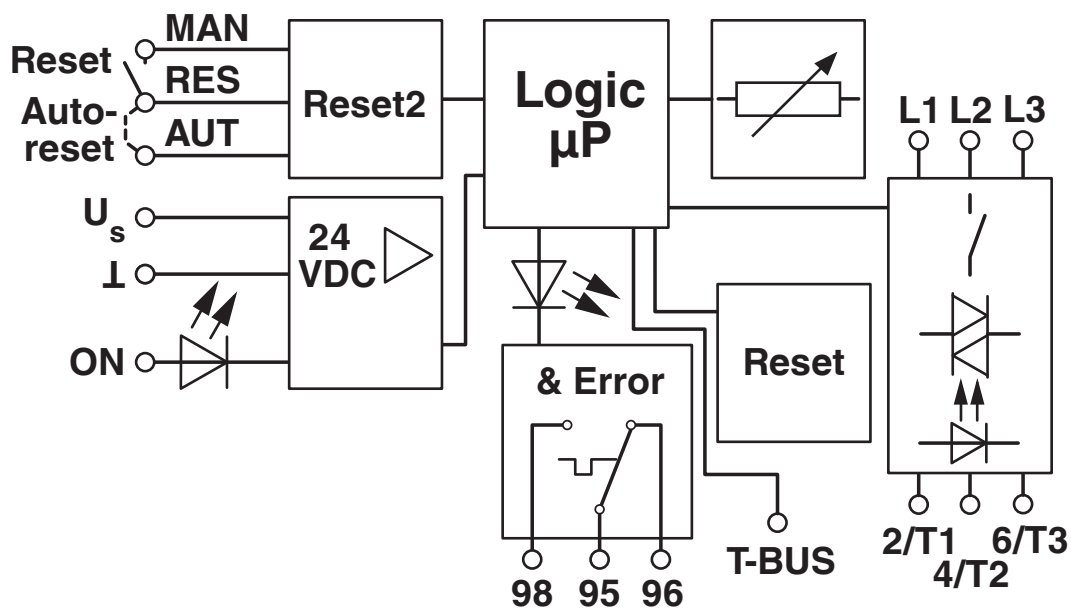 MAN
Reset
RES
Auto-
reset
AUT
Reset2
Logic
µP
L1 L2 L3
Us
⊥
24
VDC
ON
& Error
Reset
98 95 96
T-BUS
2/T1 6/T3
4/T2